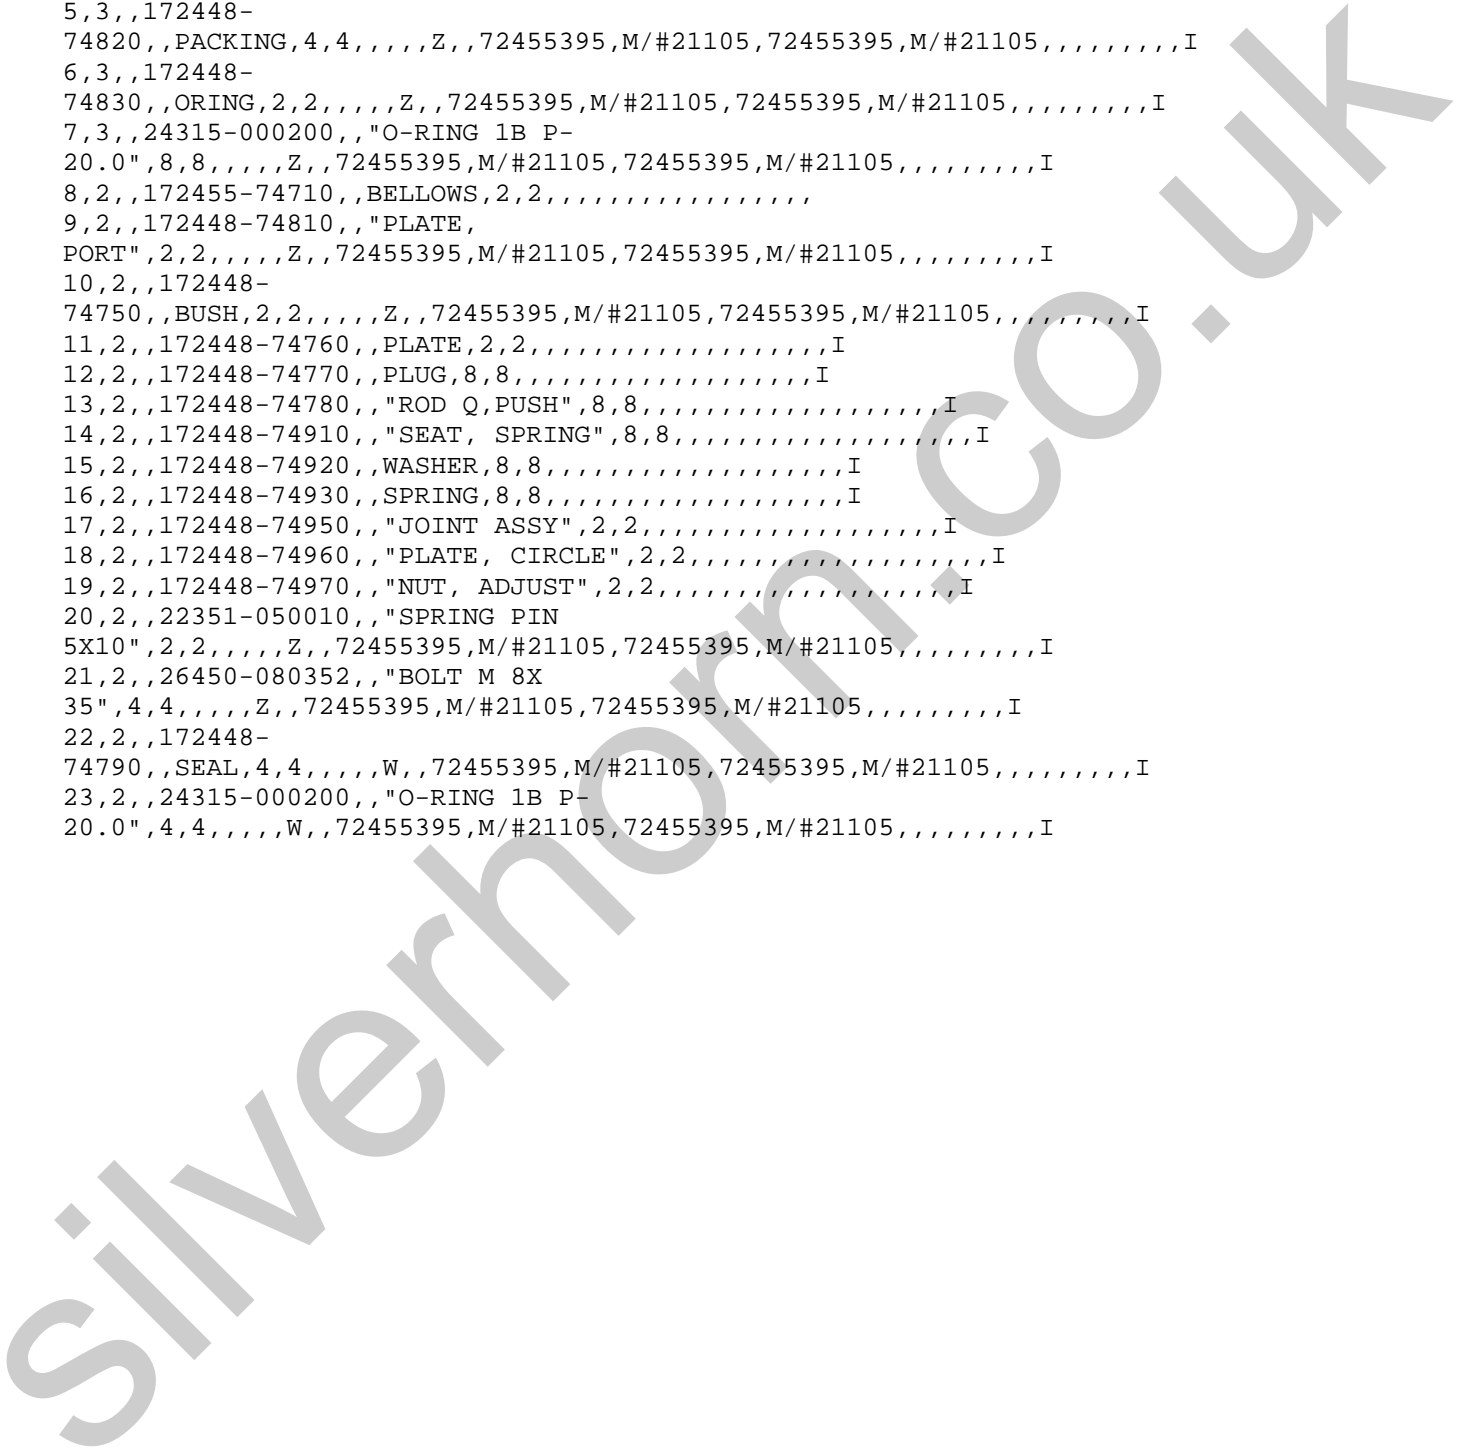 5,3,,172448-
74820,,PACKING,4,4,,,,,Z,,72455395,M/#21105,72455395,M/#21105,,,,,,,,,I
6,3,,172448-
74830,,ORING,2,2,,,,,Z,,72455395,M/#21105,72455395,M/#21105,,,,,,,,,I
7,3,,24315-000200,,"O-RING 1B P-
20.0",8,8,,,,,Z,,72455395,M/#21105,72455395,M/#21105,,,,,,,,,I
8,2,,172455-74710,,BELLOWS,2,2,,,,,,,,,,,,,,,,,
9,2,,172448-74810,,"PLATE,
PORT",2,2,,,,,Z,,72455395,M/#21105,72455395,M/#21105,,,,,,,,,I
10,2,,172448-
74750,,BUSH,2,2,,,,,Z,,72455395,M/#21105,72455395,M/#21105,,,,,,,,,I
11,2,,172448-74760,,PLATE,2,2,,,,,,,,,,,,,,,,,,,I
12,2,,172448-74770,,PLUG,8,8,,,,,,,,,,,,,,,,,,,I
13,2,,172448-74780,,"ROD Q,PUSH",8,8,,,,,,,,,,,,,,,,,,,I
14,2,,172448-74910,,"SEAT, SPRING",8,8,,,,,,,,,,,,,,,,,,,I
15,2,,172448-74920,,WASHER,8,8,,,,,,,,,,,,,,,,,,,I
16,2,,172448-74930,,SPRING,8,8,,,,,,,,,,,,,,,,,,,I
17,2,,172448-74950,,"JOINT ASSY",2,2,,,,,,,,,,,,,,,,,,,I
18,2,,172448-74960,,"PLATE, CIRCLE",2,2,,,,,,,,,,,,,,,,,,,I
19,2,,172448-74970,,"NUT, ADJUST",2,2,,,,,,,,,,,,,,,,,,,I
20,2,,22351-050010,,"SPRING PIN
5X10",2,2,,,,,Z,,72455395,M/#21105,72455395,M/#21105,,,,,,,,,I
21,2,,26450-080352,,"BOLT M 8X
35",4,4,,,,,Z,,72455395,M/#21105,72455395,M/#21105,,,,,,,,,I
22,2,,172448-
74790,,SEAL,4,4,,,,,W,,72455395,M/#21105,72455395,M/#21105,,,,,,,,,I
23,2,,24315-000200,,"O-RING 1B P-
20.0",4,4,,,,,W,,72455395,M/#21105,72455395,M/#21105,,,,,,,,,I
silverhorn.co.uk